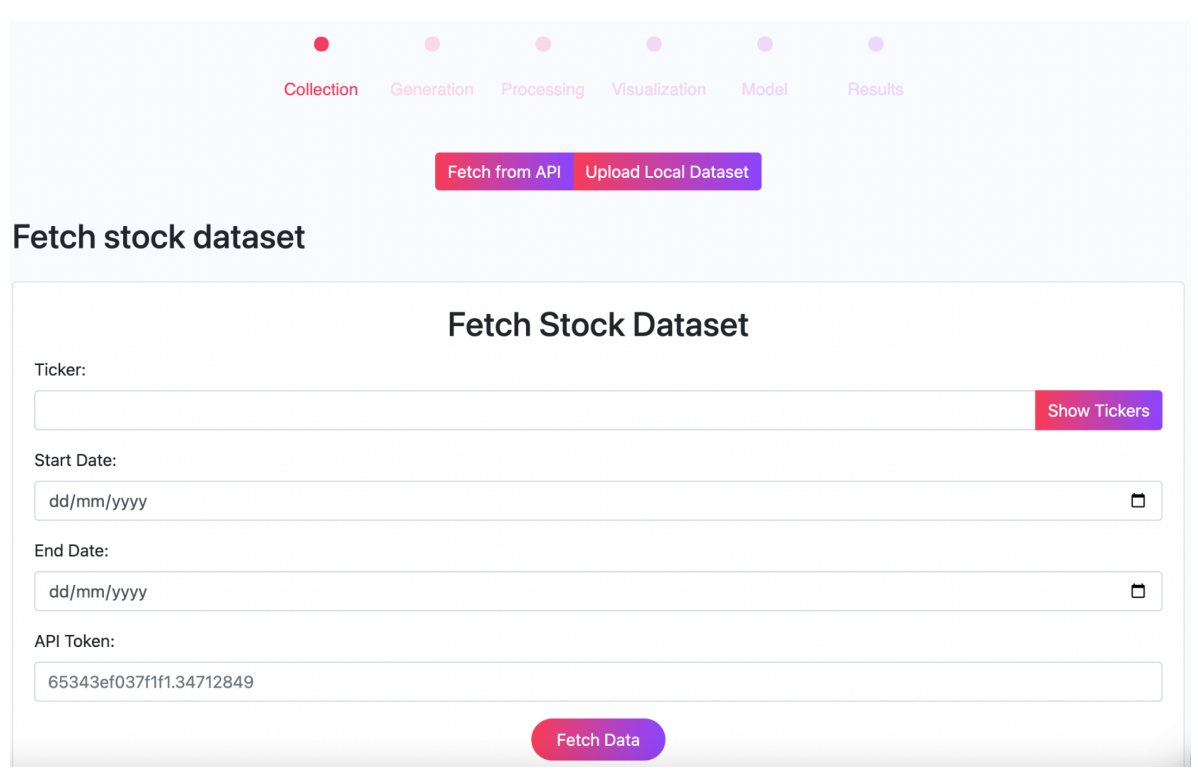 Collection Generation Processing Visualization Model Results
Fetch from API Upload Local Dataset
Fetch stock dataset
Fetch Stock Dataset
Ticker:
Show Tickers
Start Date:
dd/mm/yyyy
End Date:
dd/mm/yyyy
API Token:
65343ef037f1f1.34712849
Fetch Data